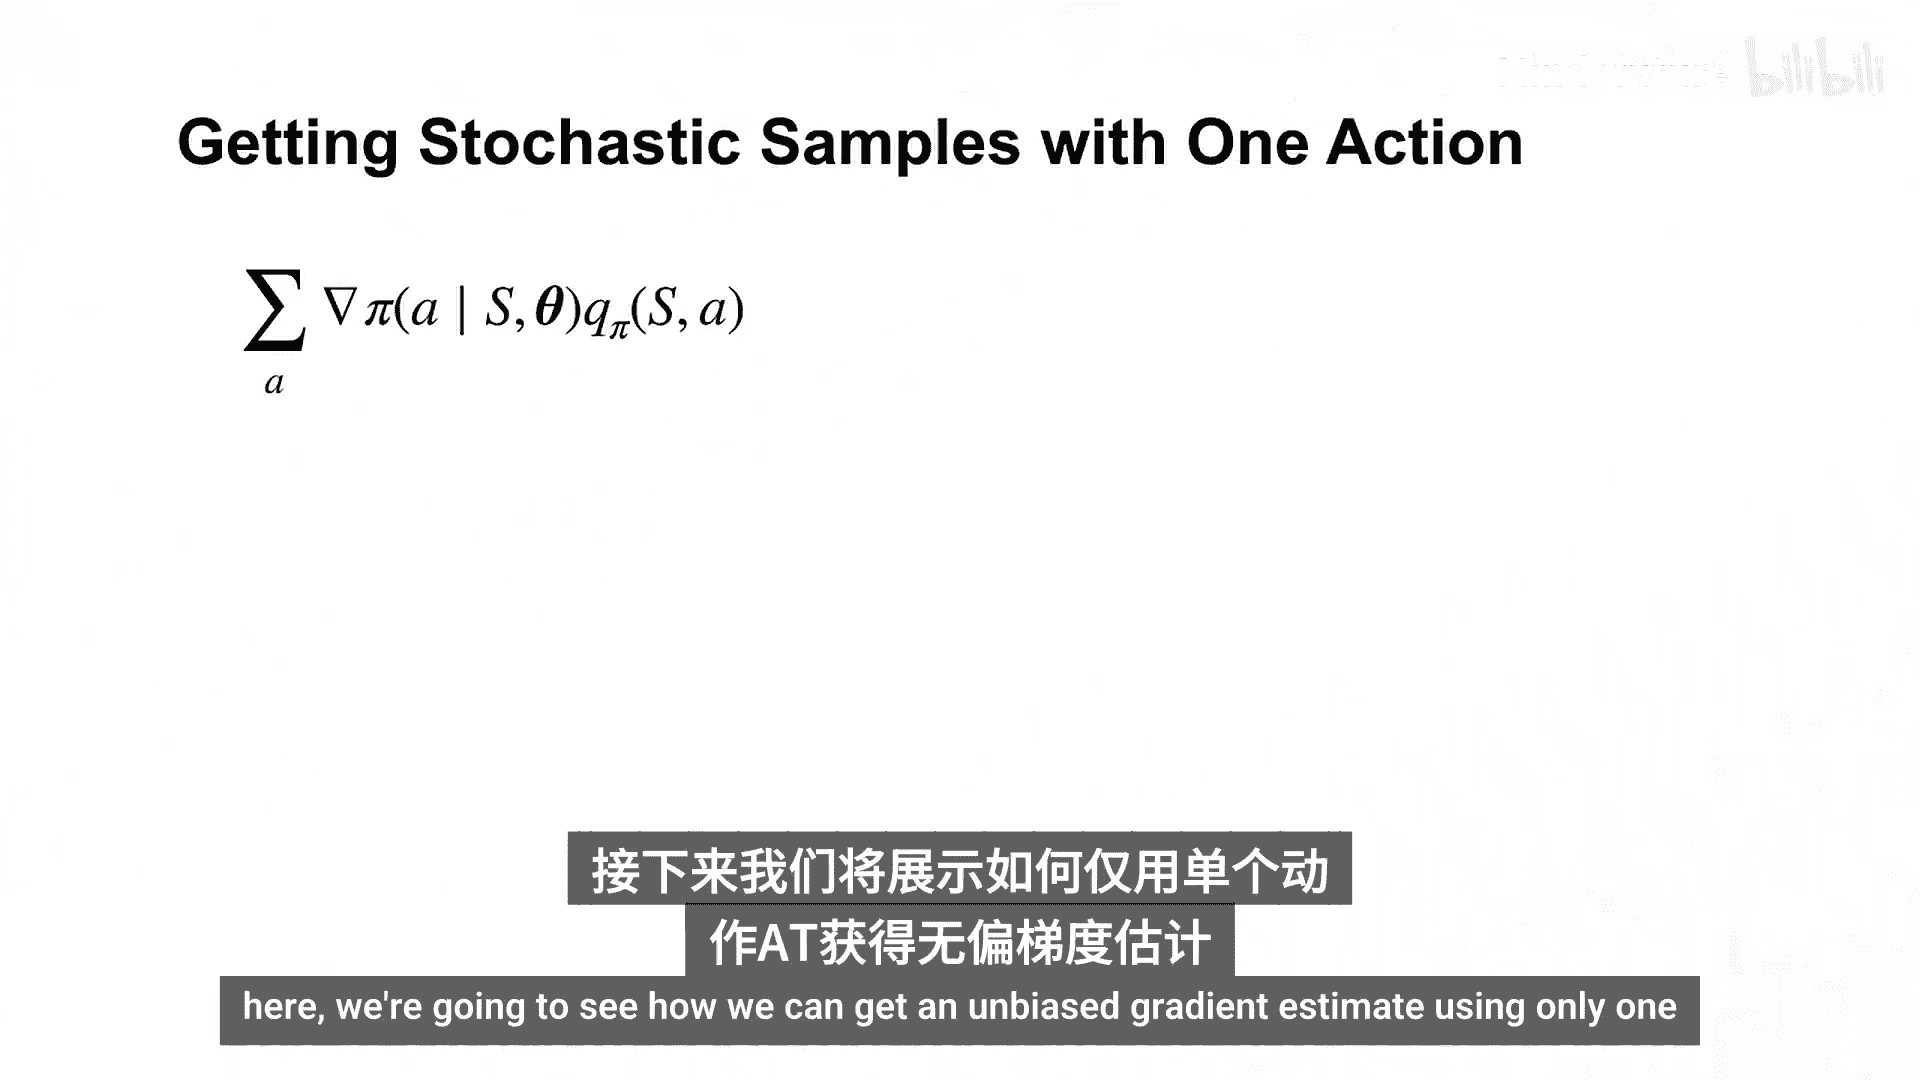 bilibili
Getting Stochastic Samples with One Action
∑ ∇π(a | S, θ)qπ(S, a)
a
接下来我们将展示如何仅用单个动
作AT获得无偏梯度估计
here, we're going to see how we can get an unbiased gradient estimate using only one